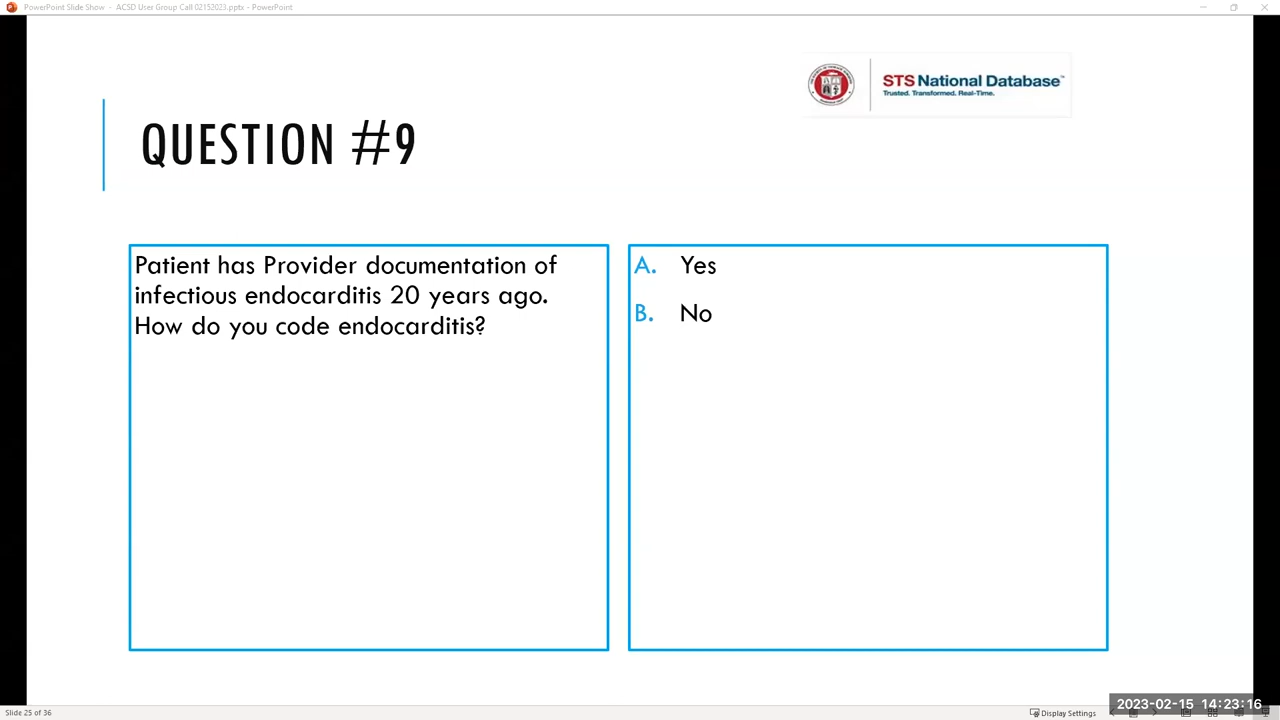 PowerPoint Slide Show - ACSD User Group Call 02152023.pptx - PowerPoint
STS National Database™
Trusted. Transformed. Real-Time.
QUESTION #9
Patient has Provider documentation of
infectious endocarditis 20 years ago.
How do you code endocarditis?
A. Yes
B. No
2023-02-15 14:23:16
Slide 25 of 36
Display Settings